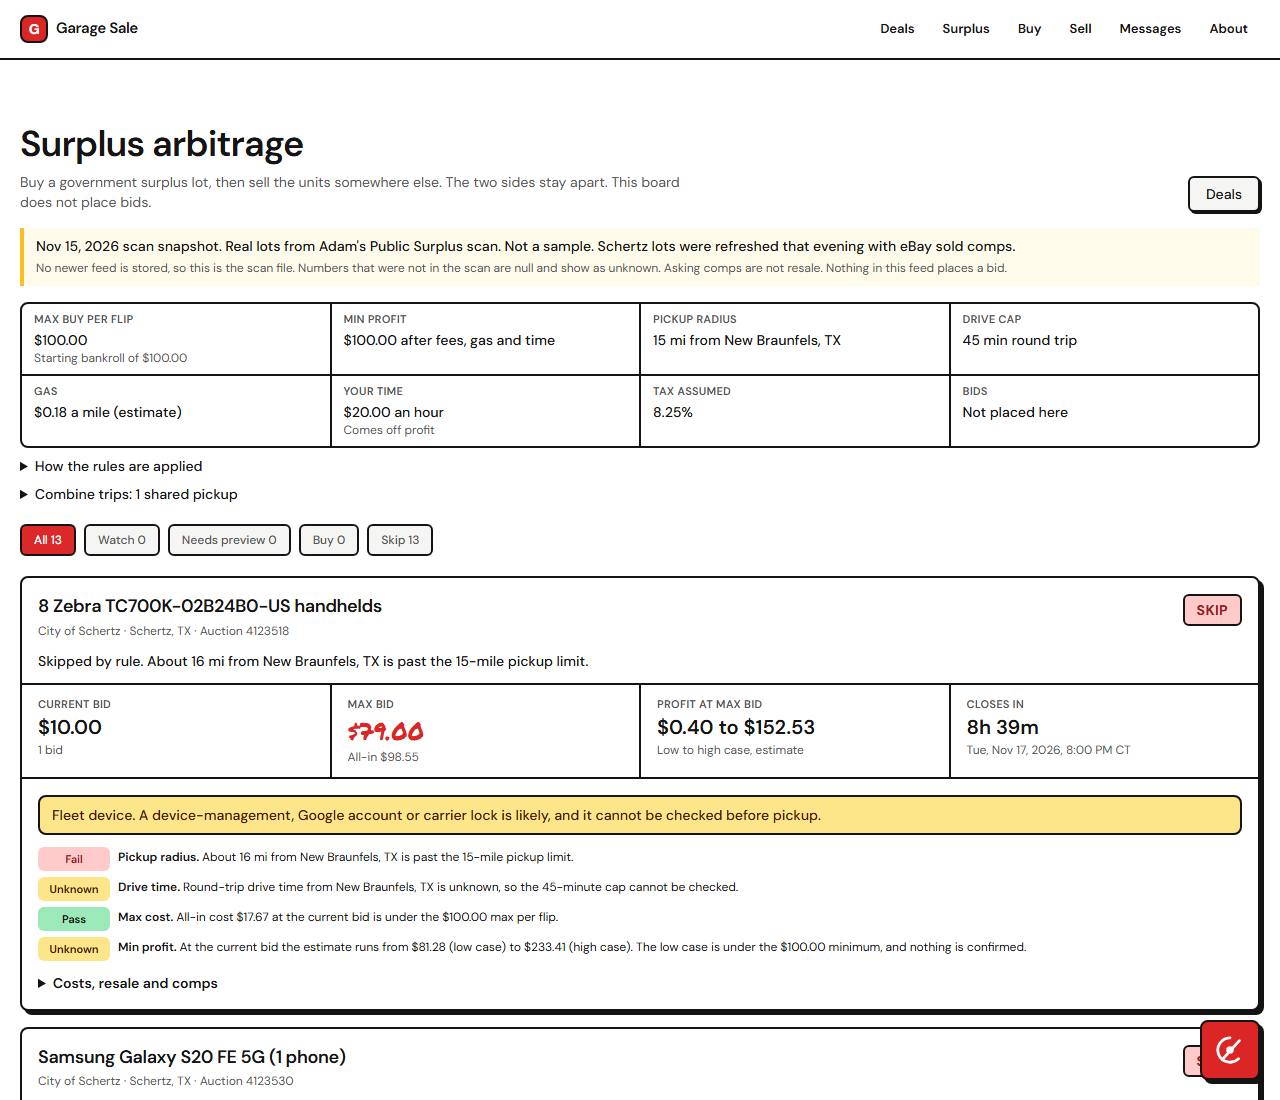 G Garage Sale
Deals Surplus Buy Sell Messages About
Surplus arbitrage
Buy a government surplus lot, then sell the units somewhere else. The two sides stay apart. This board
does not place bids.
Deals
Nov 15, 2026 scan snapshot. Real lots from Adam's Public Surplus scan. Not a sample. Schertz lots were refreshed that evening with eBay sold comps.
No newer feed is stored, so this is the scan file. Numbers that were not in the scan are null and show as unknown. Asking comps are not resale. Nothing in this feed places a bid.
MAX BUY PER FLIP
$100.00
Starting bankroll of $100.00
MIN PROFIT
$100.00 after fees, gas and time
PICKUP RADIUS
15 mi from New Braunfels, TX
DRIVE CAP
45 min round trip
GAS
$0.18 a mile (estimate)
YOUR TIME
$20.00 an hour
Comes off profit
TAX ASSUMED
8.25%
BIDS
Not placed here
How the rules are applied
Combine trips: 1 shared pickup
All 13 Watch 0 Needs preview 0 Buy 0 Skip 13
8 Zebra TC700K-02B24B0-US handhelds
SKIP
City of Schertz · Schertz, TX · Auction 4123518
Skipped by rule. About 16 mi from New Braunfels, TX is past the 15-mile pickup limit.
CURRENT BID
$10.00
1 bid
MAX BID
$79.00
All-in $98.55
PROFIT AT MAX BID
$0.40 to $152.53
Low to high case, estimate
CLOSES IN
8h 39m
Tue, Nov 17, 2026, 8:00 PM CT
Fleet device. A device-management, Google account or carrier lock is likely, and it cannot be checked before pickup.
Fail Pickup radius. About 16 mi from New Braunfels, TX is past the 15-mile pickup limit.
Unknown Drive time. Round-trip drive time from New Braunfels, TX is unknown, so the 45-minute cap cannot be checked.
Pass Max cost. All-in cost $17.67 at the current bid is under the $100.00 max per flip.
Unknown Min profit. At the current bid the estimate runs from $81.28 (low case) to $233.41 (high case). The low case is under the $100.00 minimum, and nothing is confirmed.
Costs, resale and comps
Samsung Galaxy S20 FE 5G (1 phone)
City of Schertz · Schertz, TX · Auction 4123530